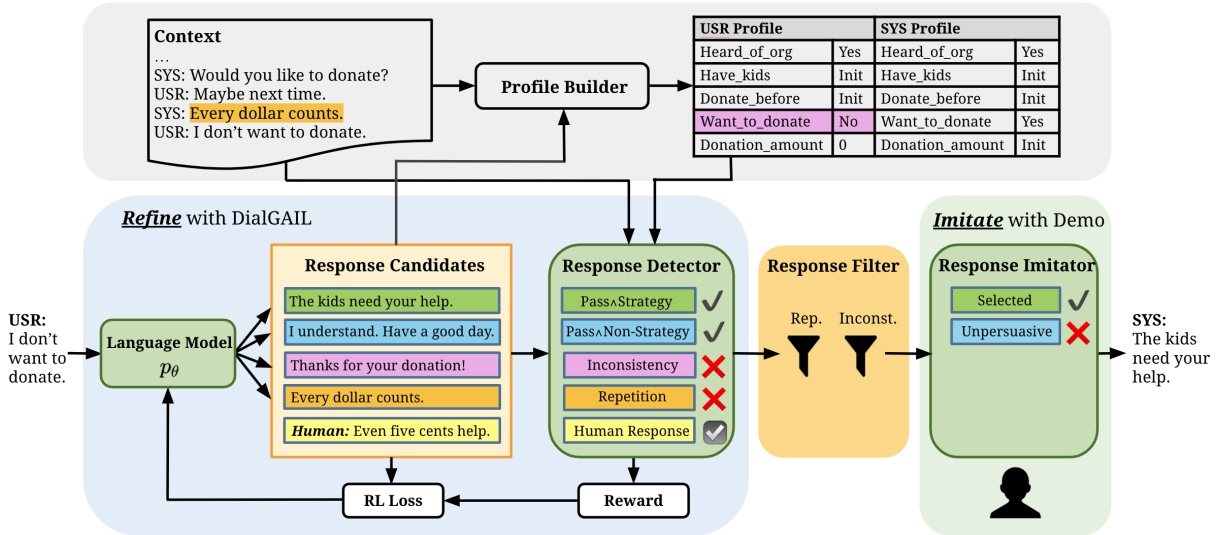 Context
...
SYS: Would you like to donate?
USR: Maybe next time.
SYS: Every dollar counts.
USR: I don't want to donate.
Profile Builder
USR Profile SYS Profile
Heard_of_org Yes Heard_of_org Yes
Have_kids Init Have_kids Init
Donate_before Init Donate_before Init
Want_to_donate No Want_to_donate Yes
Donation_amount 0 Donation_amount Init
Refine with DialGAIL
USR:
I don't
want to
donate.
Language Model
pθ
Response Candidates
The kids need your help.
I understand. Have a good day.
Thanks for your donation!
Every dollar counts.
Human: Even five cents help.
Response Detector
Pass∧Strategy
Pass∧Non-Strategy
Inconsistency
Repetition
Human Response
RL Loss
Reward
Response Filter
Rep. Inconst.
Imitate with Demo
Response Imitator
Selected
Unpersuasive
SYS:
The kids
need your
help.